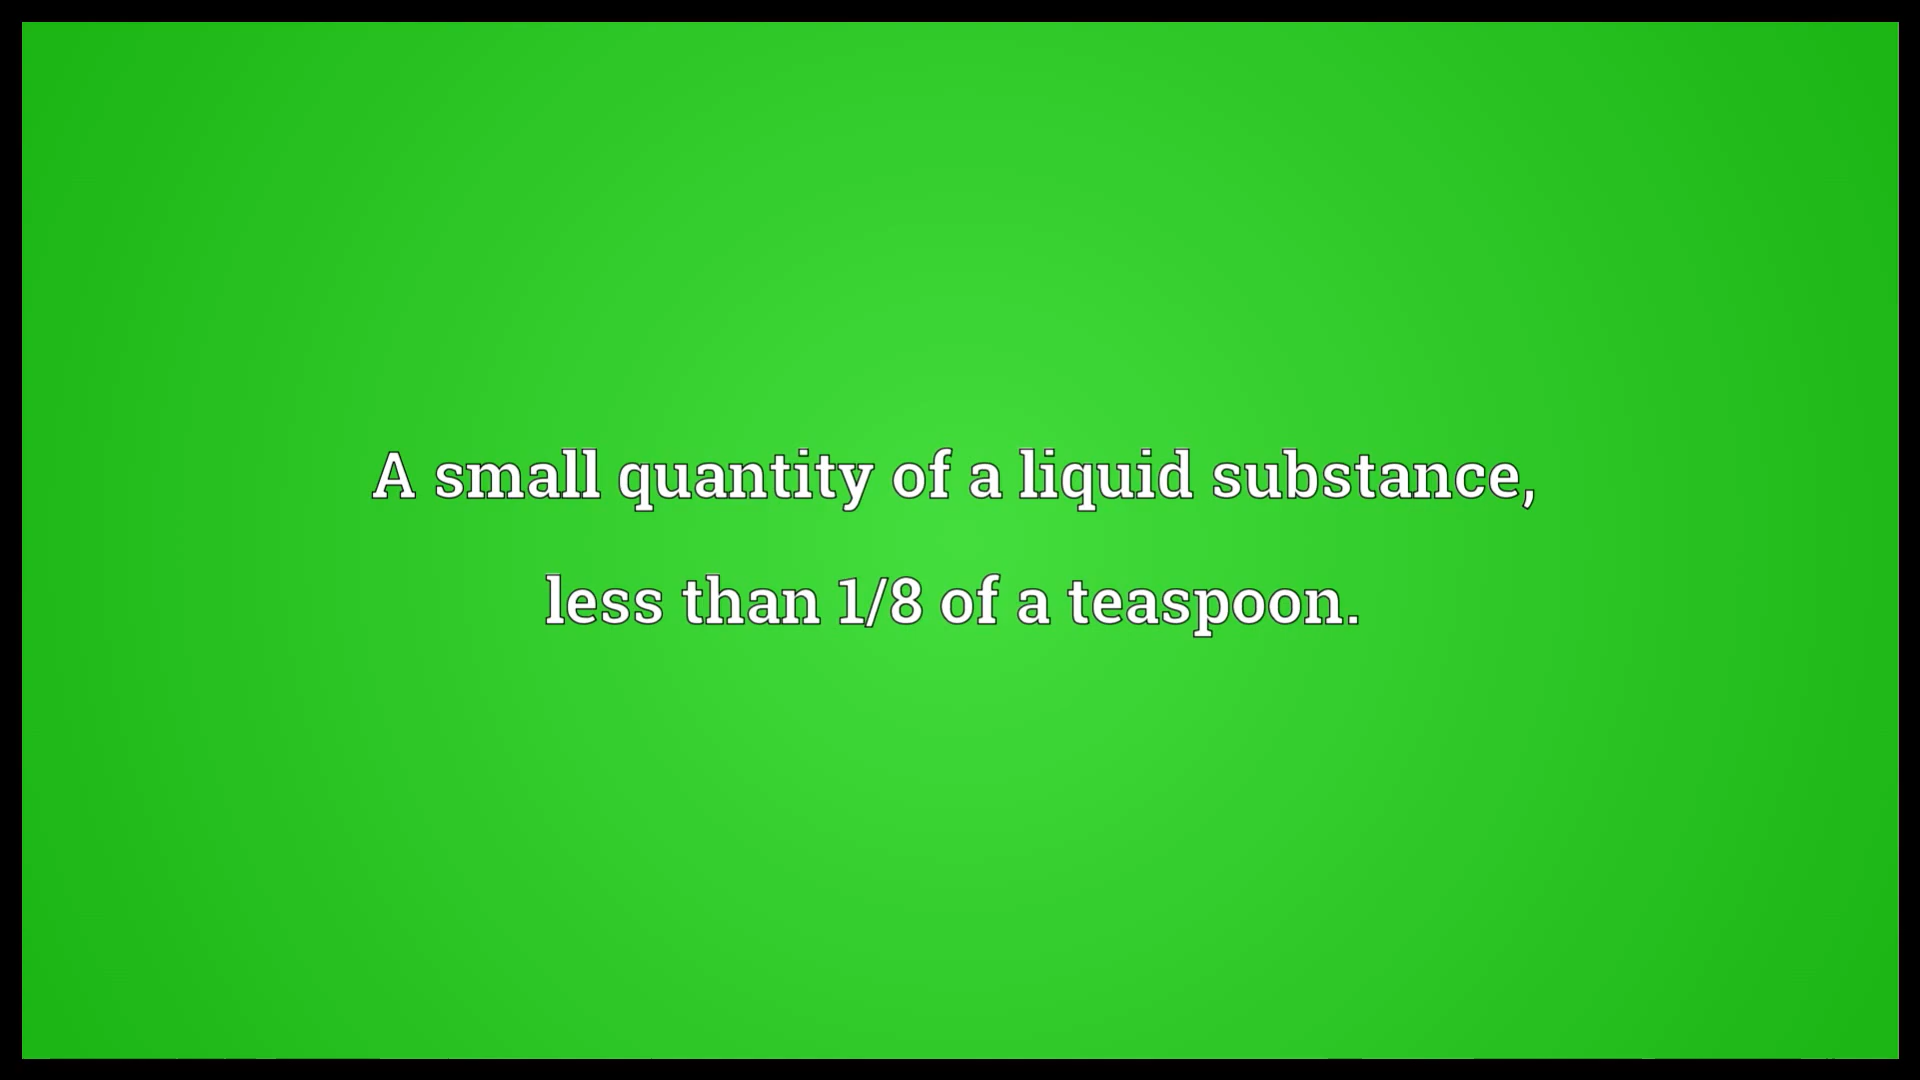 A small quantity of a liquid substance,
less than 1/8 of a teaspoon.